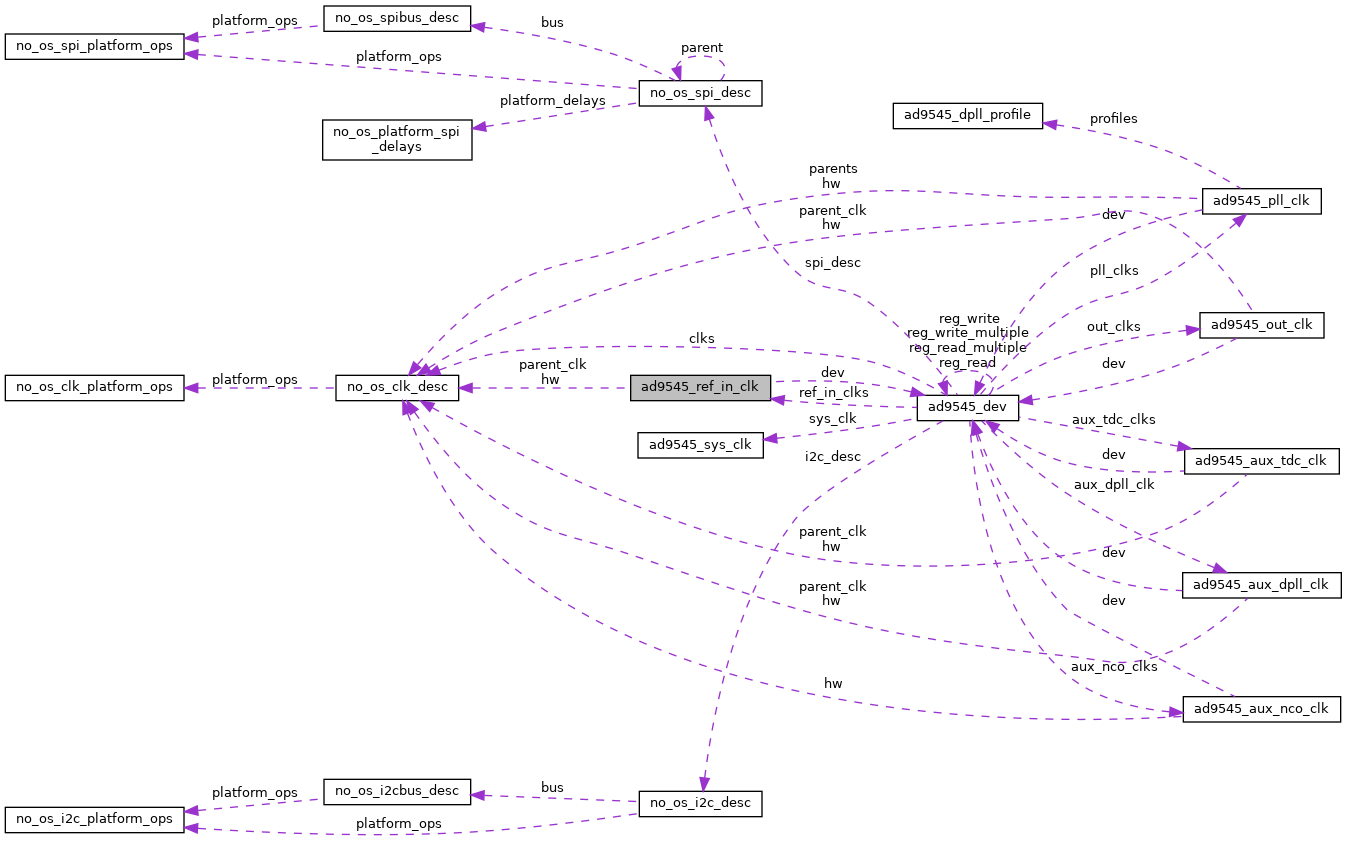 platform_ops
no_os_spibus_desc
bus
no_os_spi_platform_ops
parent
platform_ops
no_os_spi_desc
platform_delays
ad9545_dpll_profile
profiles
no_os_platform_spi
_delays
parents
hw
ad9545_pll_clk
parent_clk
hw
dev
spi_desc
pll_clks
reg_write
reg_write_multiple
reg_read_multiple
reg_read
out_clks
ad9545_out_clk
clks
dev
parent_clk
hw
platform_ops
dev
no_os_clk_platform_ops
no_os_clk_desc
ad9545_ref_in_clk
ref_in_clks
ad9545_dev
sys_clk
aux_tdc_clks
ad9545_sys_clk
i2c_desc
dev
ad9545_aux_tdc_clk
aux_dpll_clk
parent_clk
hw
dev
parent_clk
hw
ad9545_aux_dpll_clk
dev
aux_nco_clks
hw
ad9545_aux_nco_clk
platform_ops
no_os_i2cbus_desc
bus
no_os_i2c_desc
no_os_i2c_platform_ops
platform_ops